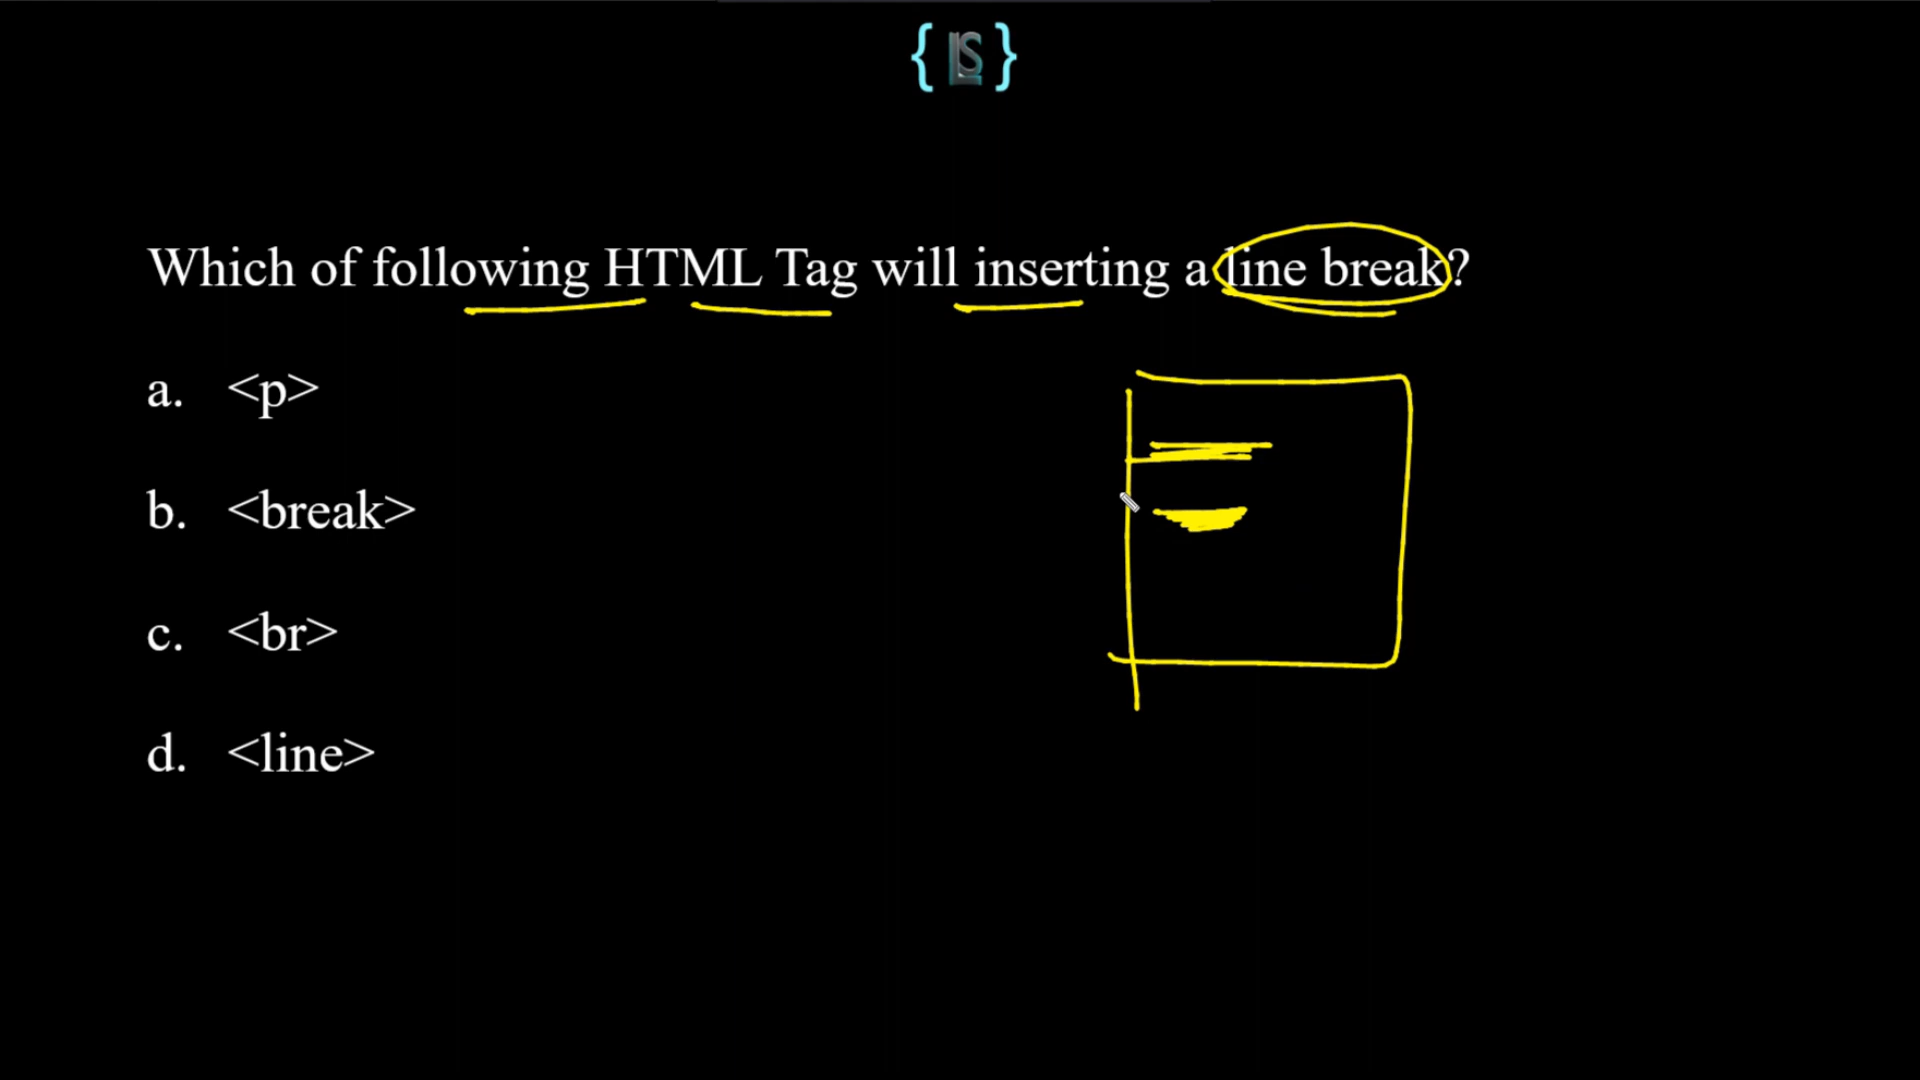 { LS }
Which of following HTML Tag will inserting a line break?
a. <p>
b. <break>
c. <br>
d. <line>